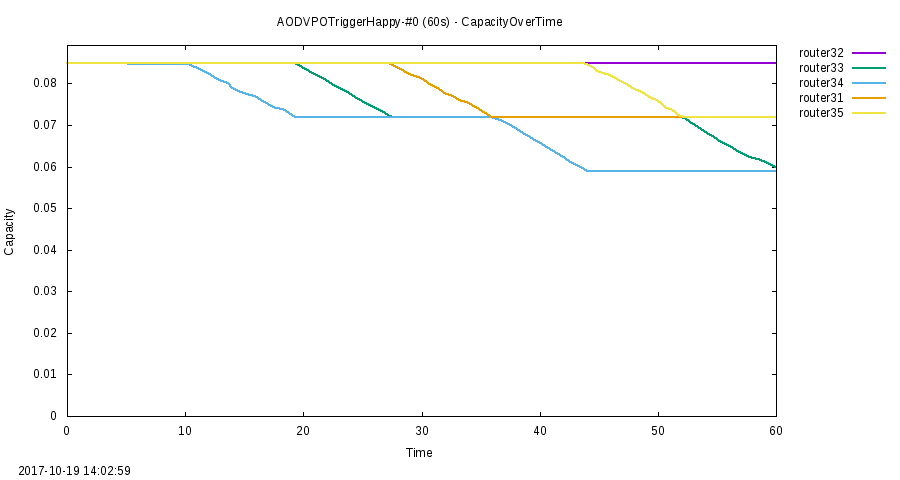 AODVPOTriggerHappy-#0 (60s) - CapacityOverTime
router32
router33
router34
router31
router35
0.08
0.07
0.06
0.05
0.04
0.03
0.02
0.01
0
Capacity
0 10 20 30 40 50 60
Time
2017-10-19 14:02:59